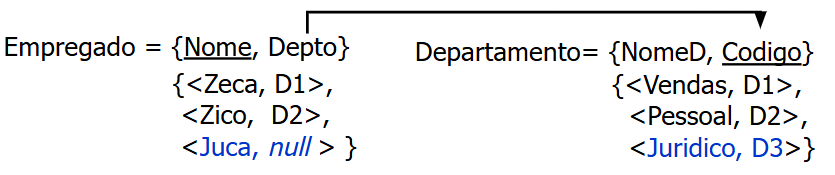 Empregado = {Nome, Depto}
{<Zeca, D1>,
<Zico, D2>,
<Juca, null > }
Departamento= {NomeD, Codigo}
{<Vendas, D1>,
<Pessoal, D2>,
<Juridico, D3>}